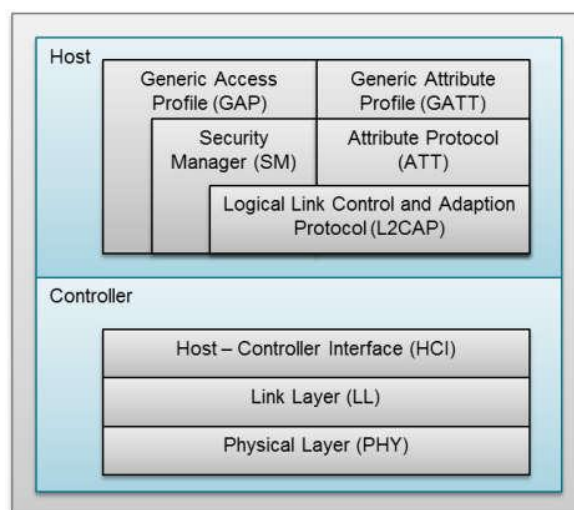 Host
Generic Access
Profile (GAP)
Generic Attribute
Profile (GATT)
Security
Manager (SM)
Attribute Protocol
(ATT)
Logical Link Control and Adaption
Protocol (L2CAP)
Controller
Host – Controller Interface (HCI)
Link Layer (LL)
Physical Layer (PHY)